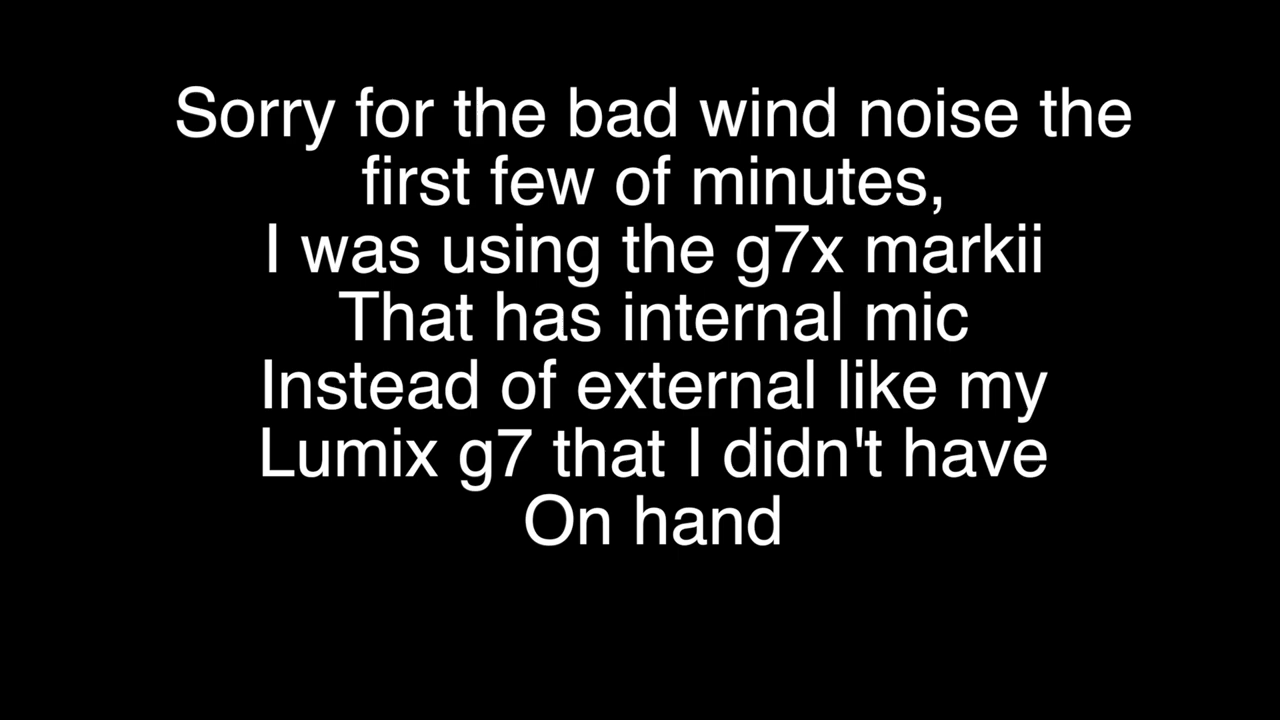 Sorry for the bad wind noise the
first few of minutes,
I was using the g7x markii
That has internal mic
Instead of external like my
Lumix g7 that I didn't have
On hand